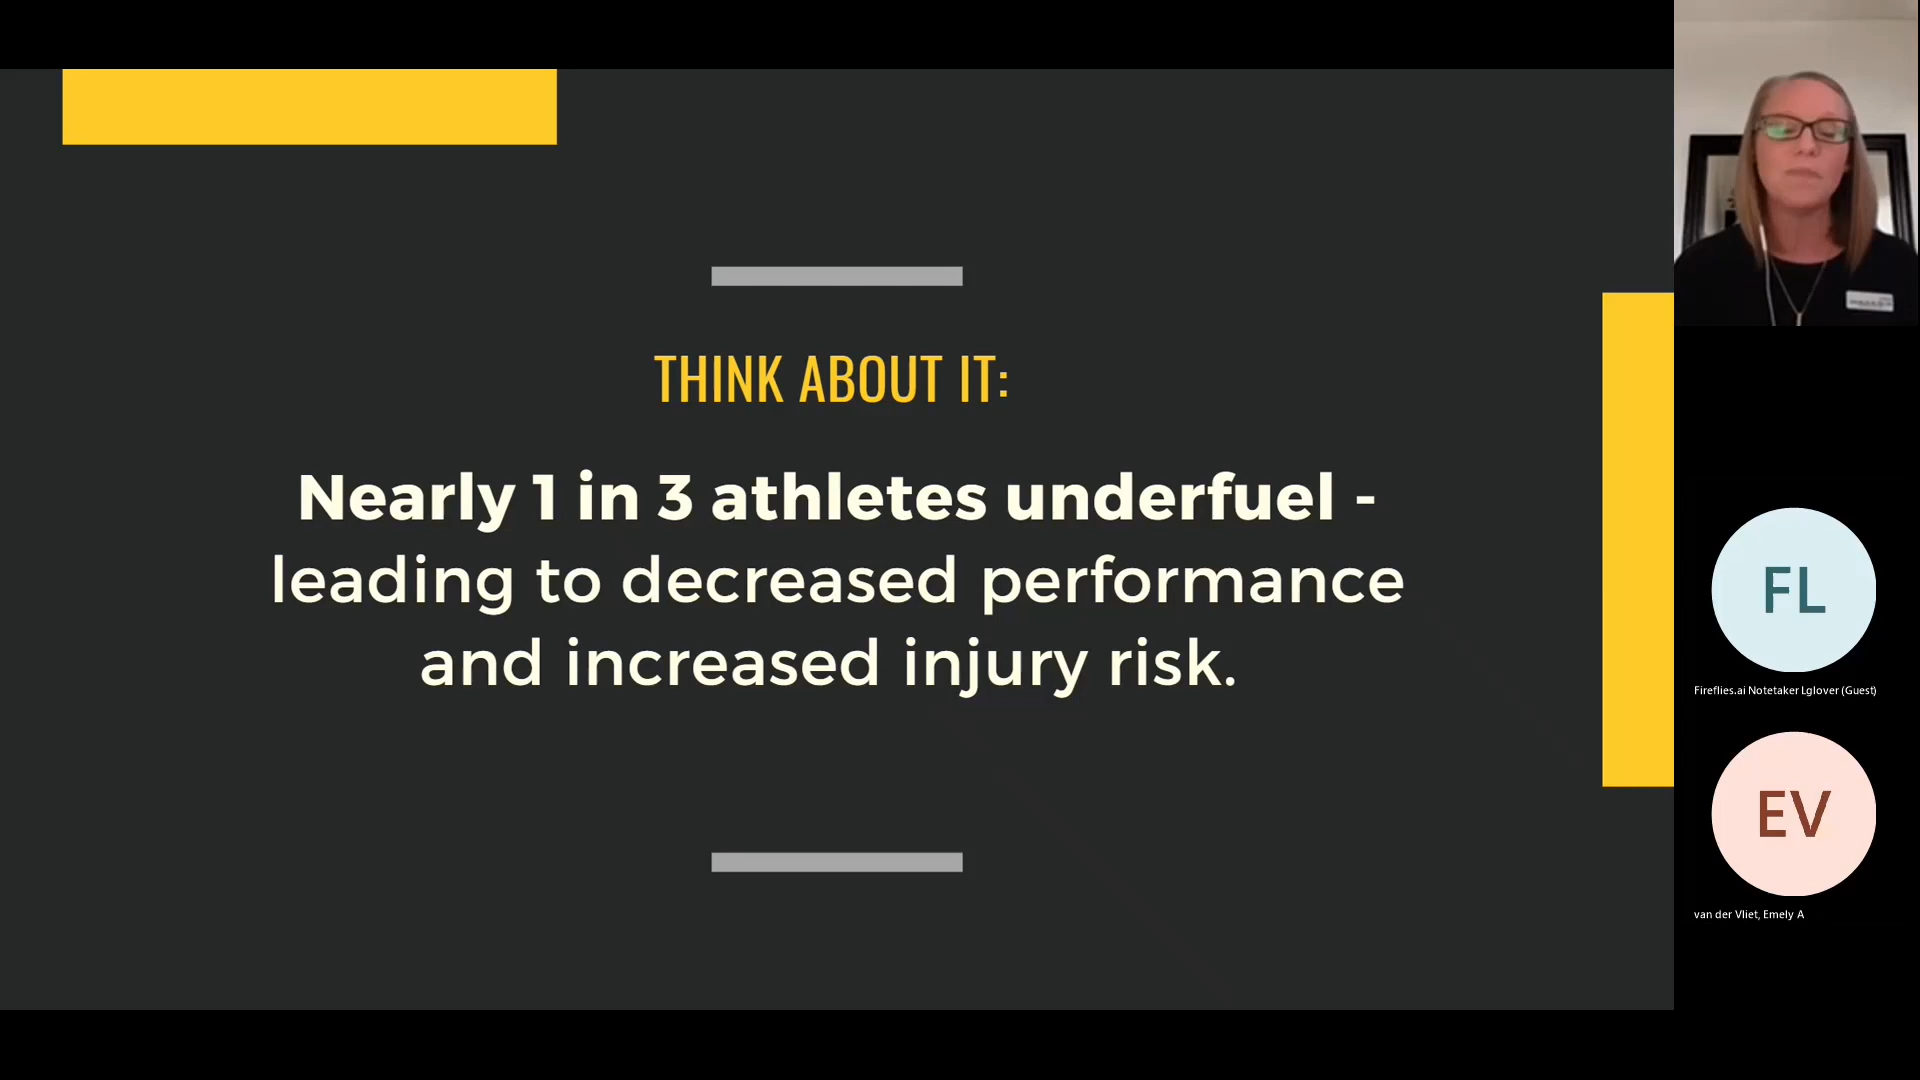 THINK ABOUT IT:
Nearly 1 in 3 athletes underfuel -
leading to decreased performance
and increased injury risk.
FL
Fireflies.ai Notetaker Lglover (Guest)
EV
van der Vliet, Emely A